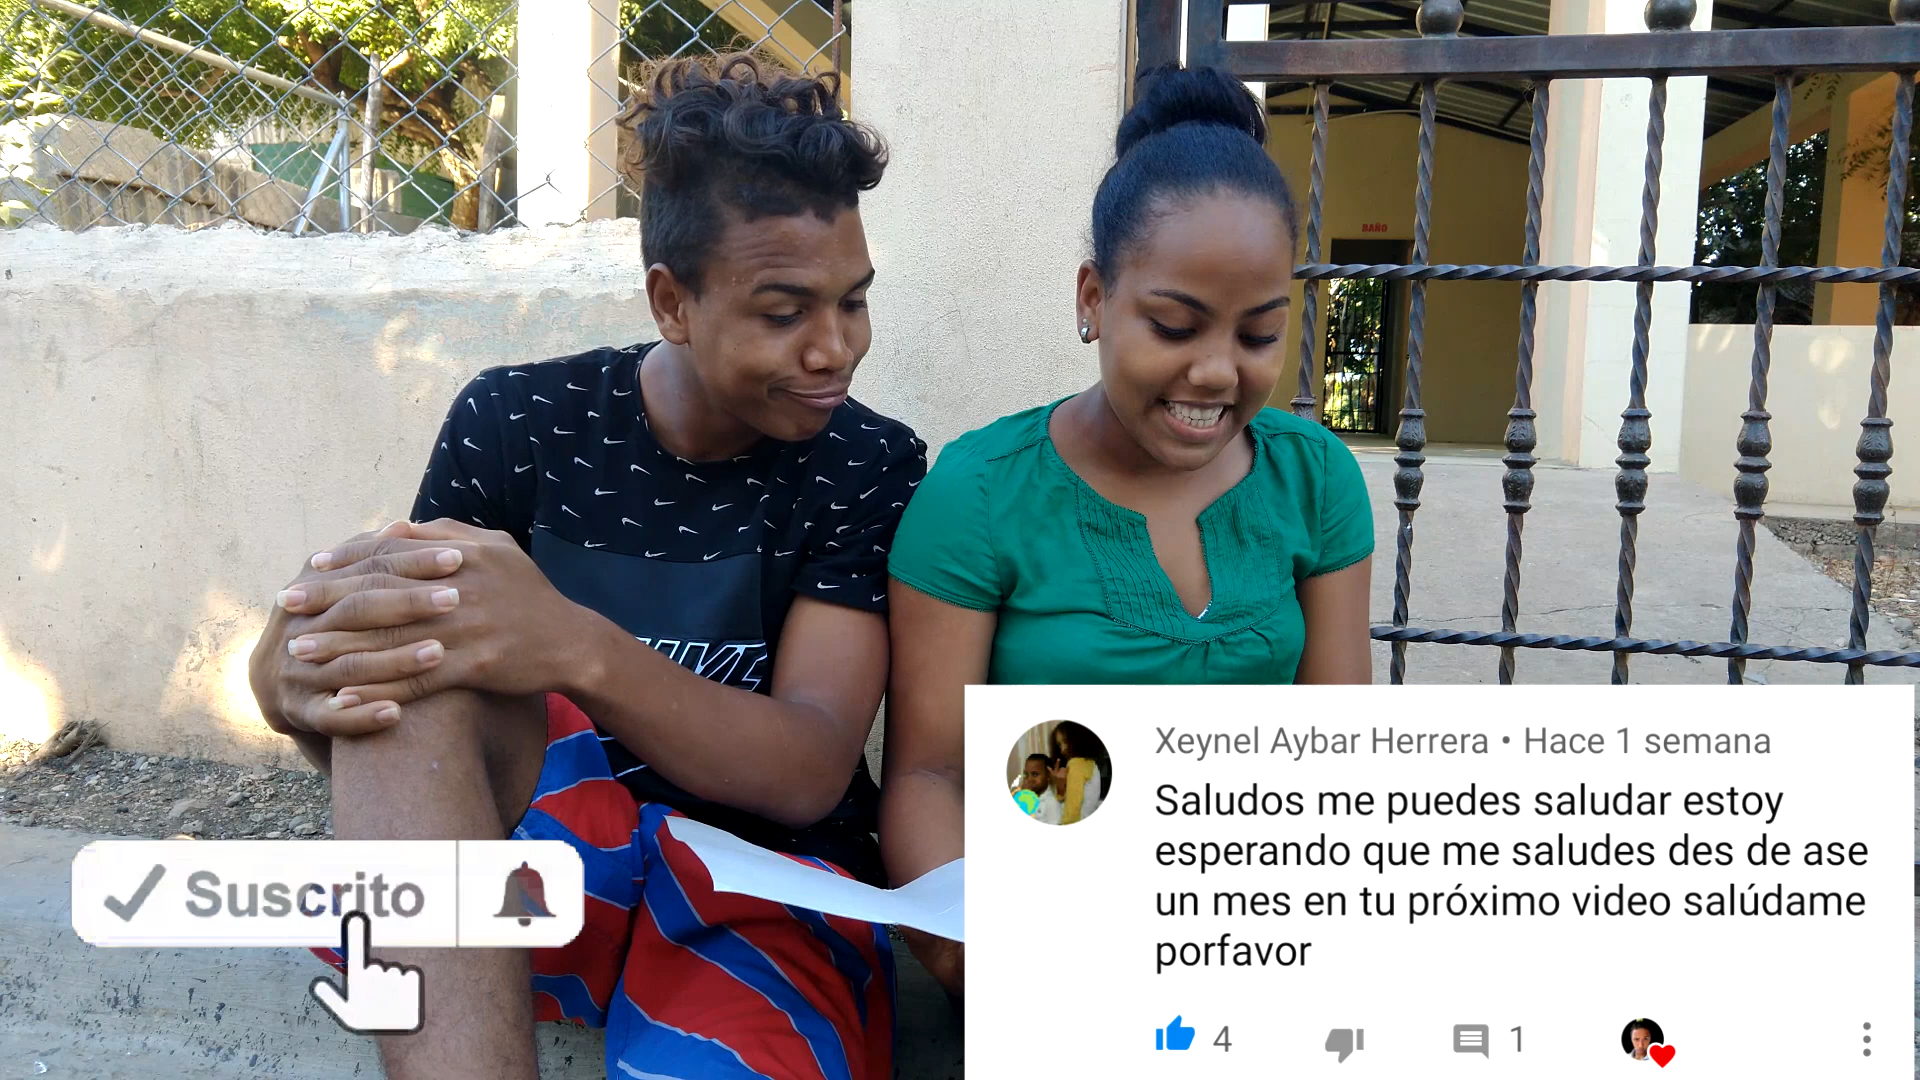 BAÑO
Xeynel Aybar Herrera • Hace 1 semana
Saludos me puedes saludar estoy
esperando que me saludes des de ase
un mes en tu próximo video salúdame
porfavor
Suscrito
4
1